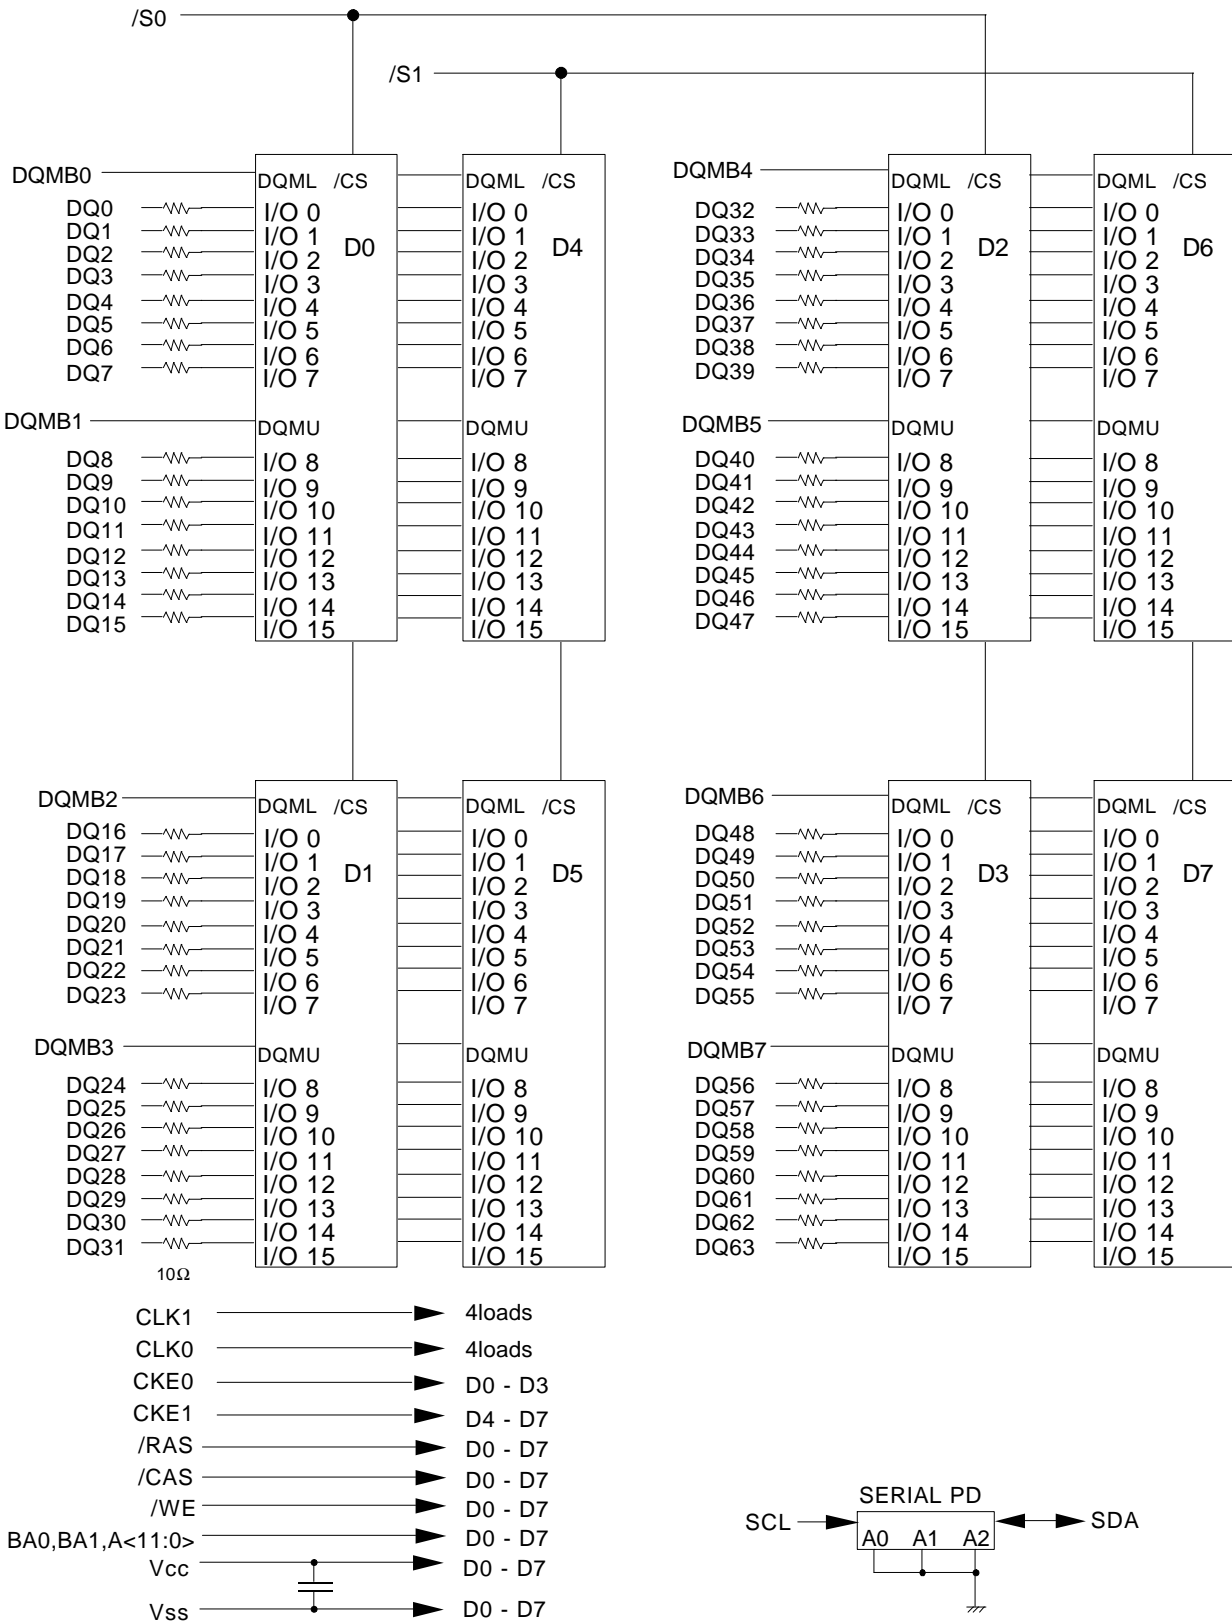 /S0
/S1
DQMB0 DQML /CS DQML /CS DQMB4 DQML /CS DQML /CS
DQ0 I/O 0 I/O 0 DQ32 I/O 0 I/O 0
DQ1 I/O 1 D0 I/O 1 D4 DQ33 I/O 1 D2 I/O 1 D6
DQ2 I/O 2 I/O 2 DQ34 I/O 2 I/O 2
DQ3 I/O 3 I/O 3 DQ35 I/O 3 I/O 3
DQ4 I/O 4 I/O 4 DQ36 I/O 4 I/O 4
DQ5 I/O 5 I/O 5 DQ37 I/O 5 I/O 5
DQ6 I/O 6 I/O 6 DQ38 I/O 6 I/O 6
DQ7 I/O 7 I/O 7 DQ39 I/O 7 I/O 7
DQMB1 DQMU DQMU DQMB5 DQMU DQMU
DQ8 I/O 8 I/O 8 DQ40 I/O 8 I/O 8
DQ9 I/O 9 I/O 9 DQ41 I/O 9 I/O 9
DQ10 I/O 10 I/O 10 DQ42 I/O 10 I/O 10
DQ11 I/O 11 I/O 11 DQ43 I/O 11 I/O 11
DQ12 I/O 12 I/O 12 DQ44 I/O 12 I/O 12
DQ13 I/O 13 I/O 13 DQ45 I/O 13 I/O 13
DQ14 I/O 14 I/O 14 DQ46 I/O 14 I/O 14
DQ15 I/O 15 I/O 15 DQ47 I/O 15 I/O 15
DQMB2 DQML /CS DQML /CS DQMB6 DQML /CS DQML /CS
DQ16 I/O 0 I/O 0 DQ48 I/O 0 I/O 0
DQ17 I/O 1 D1 I/O 1 D5 DQ49 I/O 1 D3 I/O 1 D7
DQ18 I/O 2 I/O 2 DQ50 I/O 2 I/O 2
DQ19 I/O 3 I/O 3 DQ51 I/O 3 I/O 3
DQ20 I/O 4 I/O 4 DQ52 I/O 4 I/O 4
DQ21 I/O 5 I/O 5 DQ53 I/O 5 I/O 5
DQ22 I/O 6 I/O 6 DQ54 I/O 6 I/O 6
DQ23 I/O 7 I/O 7 DQ55 I/O 7 I/O 7
DQMB3 DQMU DQMU DQMB7 DQMU DQMU
DQ24 I/O 8 I/O 8 DQ56 I/O 8 I/O 8
DQ25 I/O 9 I/O 9 DQ57 I/O 9 I/O 9
DQ26 I/O 10 I/O 10 DQ58 I/O 10 I/O 10
DQ27 I/O 11 I/O 11 DQ59 I/O 11 I/O 11
DQ28 I/O 12 I/O 12 DQ60 I/O 12 I/O 12
DQ29 I/O 13 I/O 13 DQ61 I/O 13 I/O 13
DQ30 I/O 14 I/O 14 DQ62 I/O 14 I/O 14
DQ31 I/O 15 I/O 15 DQ63 I/O 15 I/O 15
10Ω
CLK1 4loads
CLK0 4loads
CKE0 D0 - D3
CKE1 D4 - D7
/RAS D0 - D7
/CAS D0 - D7
/WE D0 - D7
BA0,BA1,A<11:0> D0 - D7
Vcc D0 - D7
Vss D0 - D7
SERIAL PD
SCL A0 A1 A2 SDA